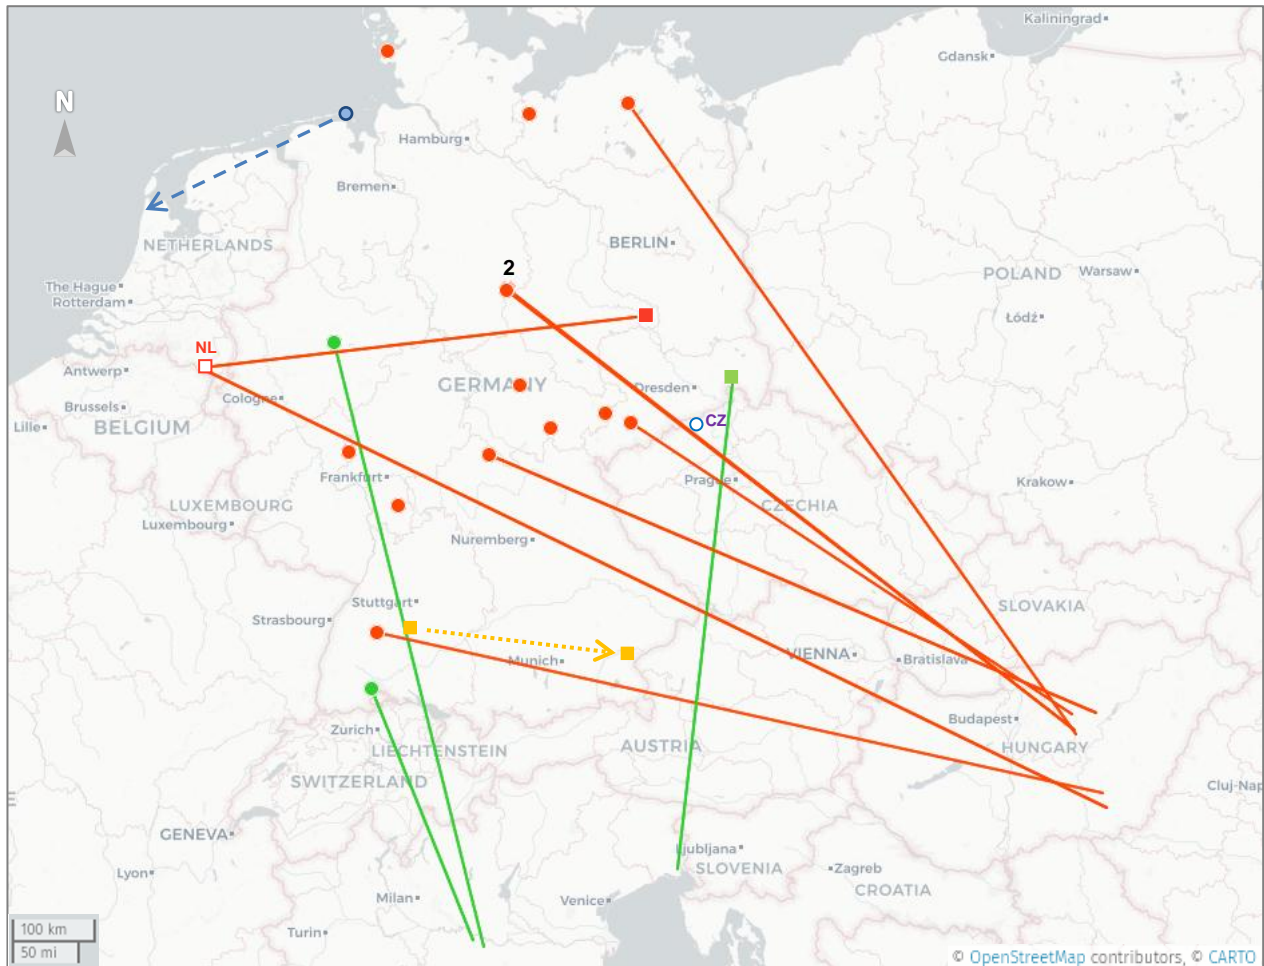 Kaliningrad
Gdansk
N
Hamburg
Bremen
NETHERLANDS
BERLIN
2
POLAND
Warsaw
The Hague
Rotterdam
Łódź
NL
Antwerp
GERMANY
Dresden
Cologne
Brussels
CZ
Lille
BELGIUM
Frankfurt
Prague
Krakow
LUXEMBOURG
CZECHIA
Luxembourg
Nuremberg
Stuttgart
SLOVAKIA
Strasbourg
Munich
VIENNA
Bratislava
Budapest
Zurich
HUNGARY
LIECHTENSTEIN
AUSTRIA
SWITZERLAND
Cluj-Nap
GENEVA
Ljubljana
SLOVENIA
Zagreb
Lyon
CROATIA
Milan
Venice
100 km
Turin
50 mi
© OpenStreetMap contributors, © CARTO